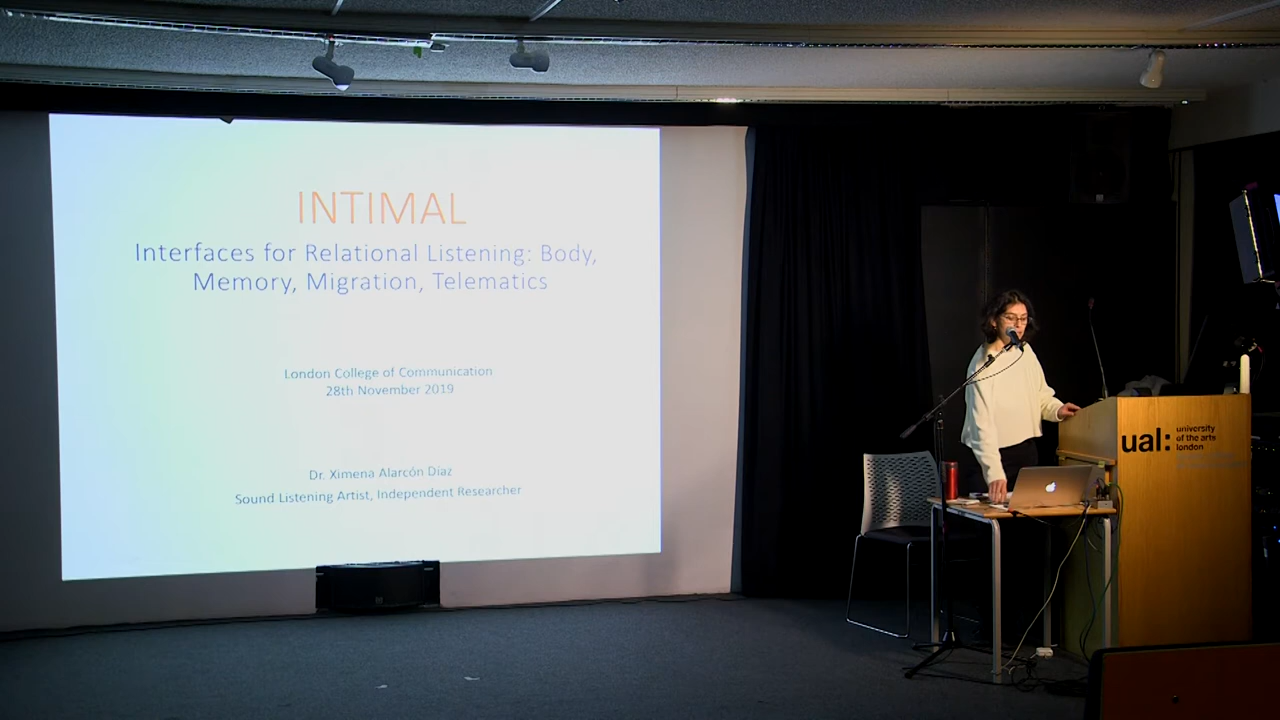 INTIMAL
Interfaces for Relational Listening: Body,
Memory, Migration, Telematics
London College of Communication
28th November 2019
Dr. Ximena Alarcón Díaz
Sound Listening Artist, Independent Researcher
ual:
university
of the arts
london